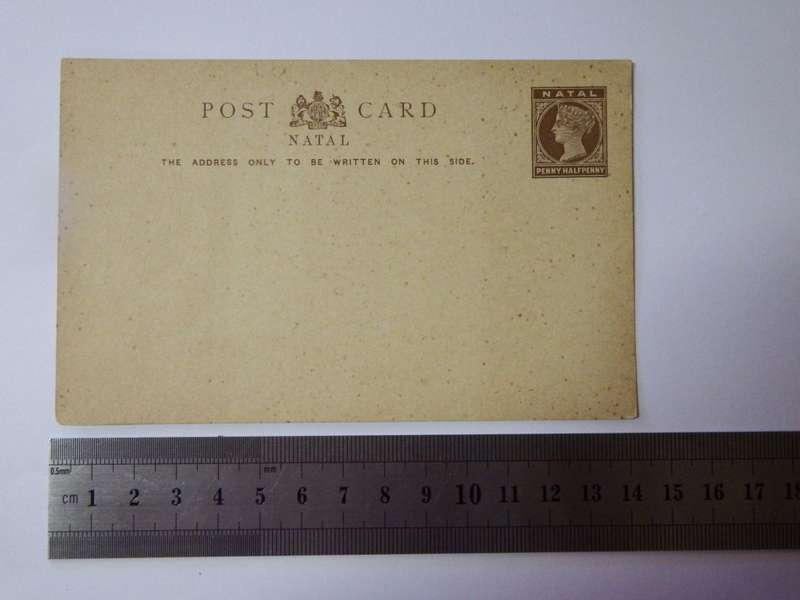 POST CARD
NATAL
THE ADDRESS ONLY TO BE WRITTEN ON THIS SIDE.
NATAL
PENNY HALFPENNY
0.5mm mm
cm 1 2 3 4 5 6 7 8 9 10 11 12 13 14 15 16 17 18